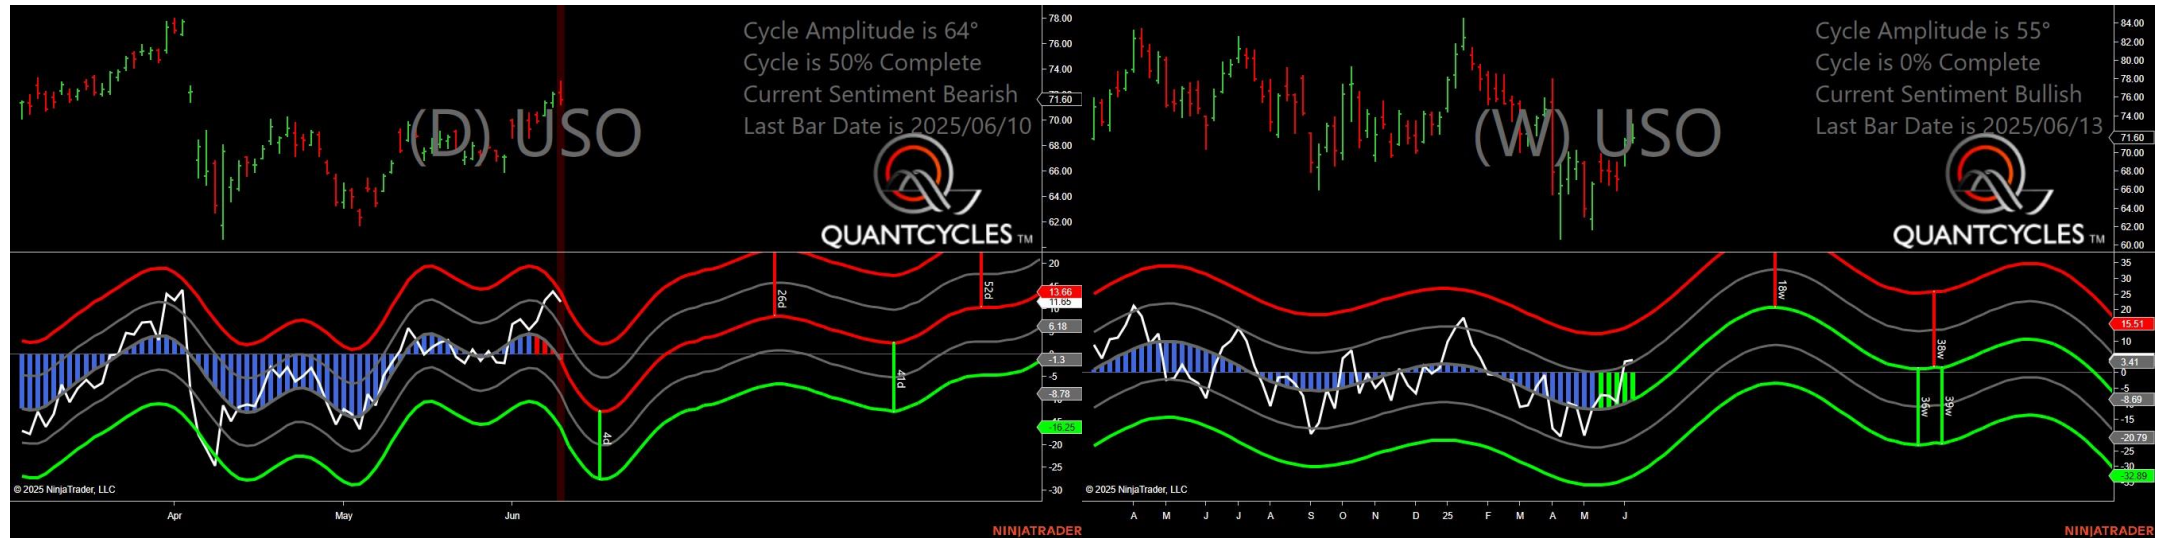 Cycle Amplitude is 64°
Cycle is 50% Complete
Current Sentiment Bearish
Last Bar Date is 2025/06/10
(D) USO
QUANTCYCLES TM
78.00
76.00
74.00
71.60
70.00
68.00
66.00
64.00
62.00
20
13.66
11.65
6.18
-1.3
-5
-8.78
-16.25
-20
-25
-30
26d
52d
41d
4d
© 2025 NinjaTrader, LLC
Apr
May
Jun
NINJATRADER
Cycle Amplitude is 55°
Cycle is 0% Complete
Current Sentiment Bullish
Last Bar Date is 2025/06/13
(W) USO
QUANTCYCLES TM
84.00
82.00
80.00
78.00
76.00
74.00
71.60
70.00
68.00
66.00
64.00
62.00
60.00
35
30
25
20
15.51
10
3.41
0
-5
-8.69
-15
-20.79
-25
-30
-32.89
18w
38w
36w
39w
© 2025 NinjaTrader, LLC
A M J J A S O N D 25 F M A M J
NINJATRADER